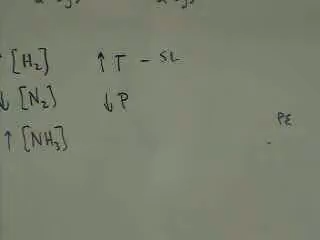 ↑ [H₂] ↑ T - SL
↓ [N₂] ↓ P
↑ [NH₃]
PE